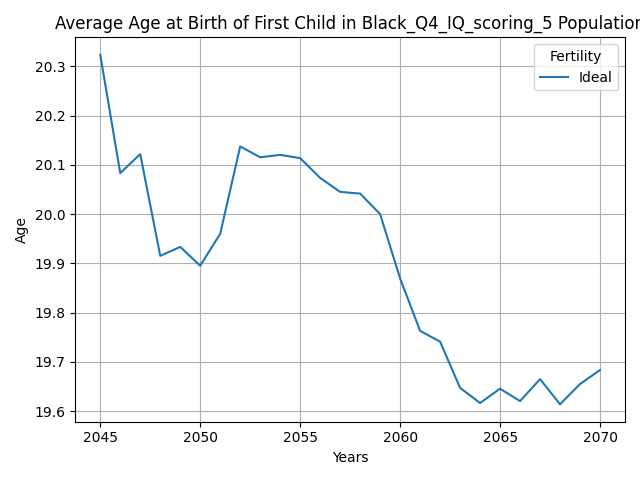 Average Age at Birth of First Child in Black_Q4_IQ_scoring_5 Population
Fertility
Ideal
20.3
20.2
20.1
20.0
19.9
19.8
19.7
19.6
Age
2045
2050
2055
2060
2065
2070
Years